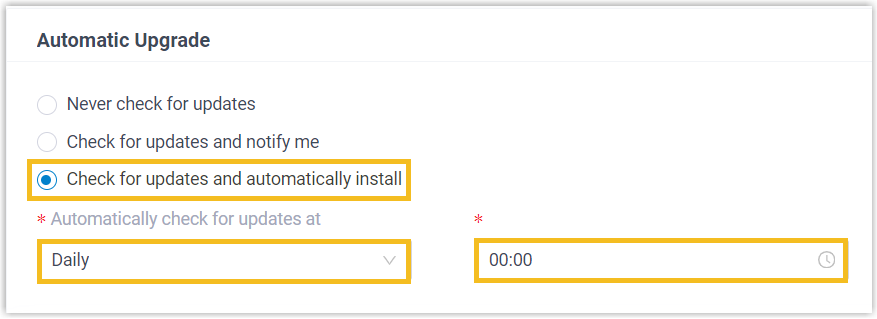 Automatic Upgrade
Never check for updates
Check for updates and notify me
Check for updates and automatically install
* Automatically check for updates at *
Daily 00:00